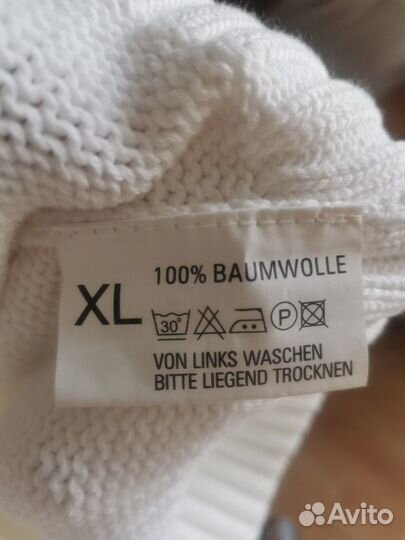 XL
100% BAUMWOLLE
30°
P
VON LINKS WASCHEN
BITTE LIEGEND TROCKNEN
Avito